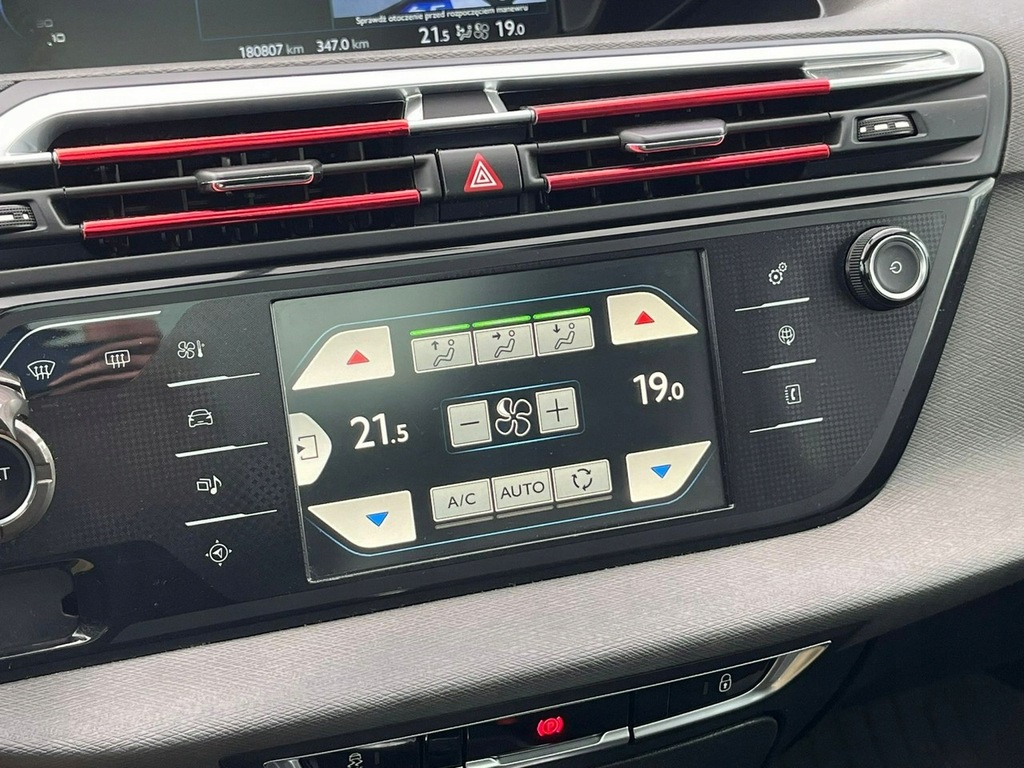 Sprawdź otoczenie przed rozpoczęciem manewru
180807 km 347.0 km 21.5 19.0
21.5
19.0
A/C AUTO